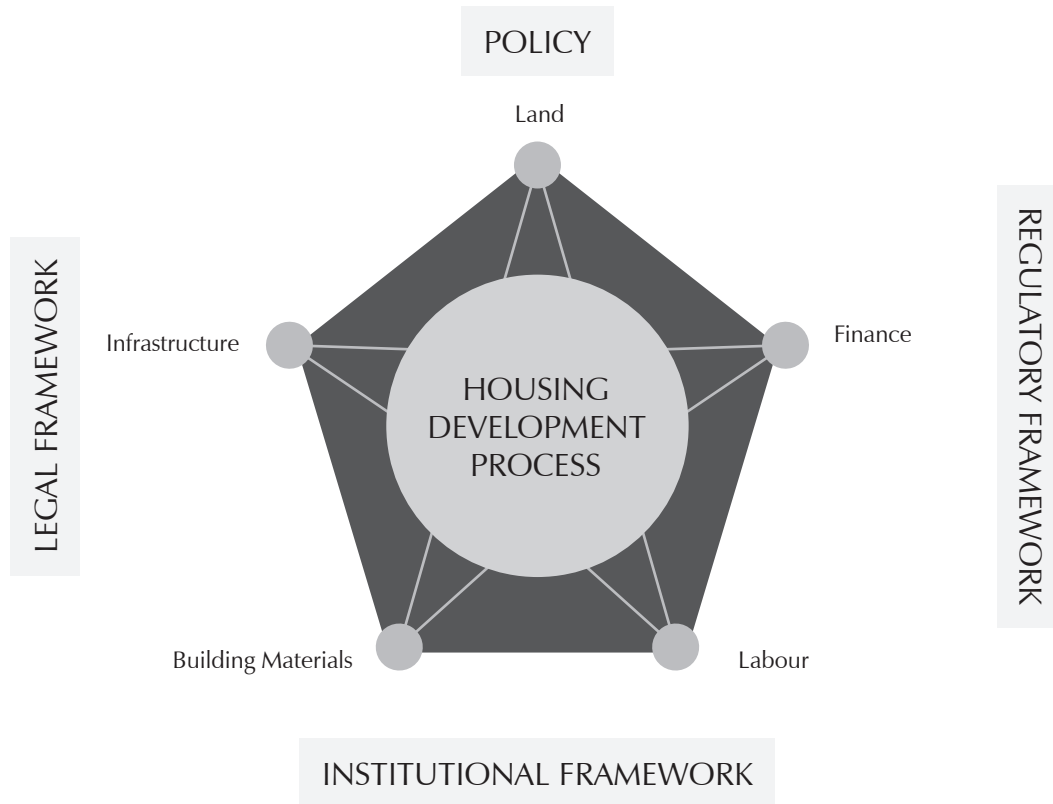 POLICY
Land
Infrastructure
Finance
HOUSING
DEVELOPMENT
PROCESS
LEGAL FRAMEWORK
REGULATORY FRAMEWORK
Building Materials
Labour
INSTITUTIONAL FRAMEWORK